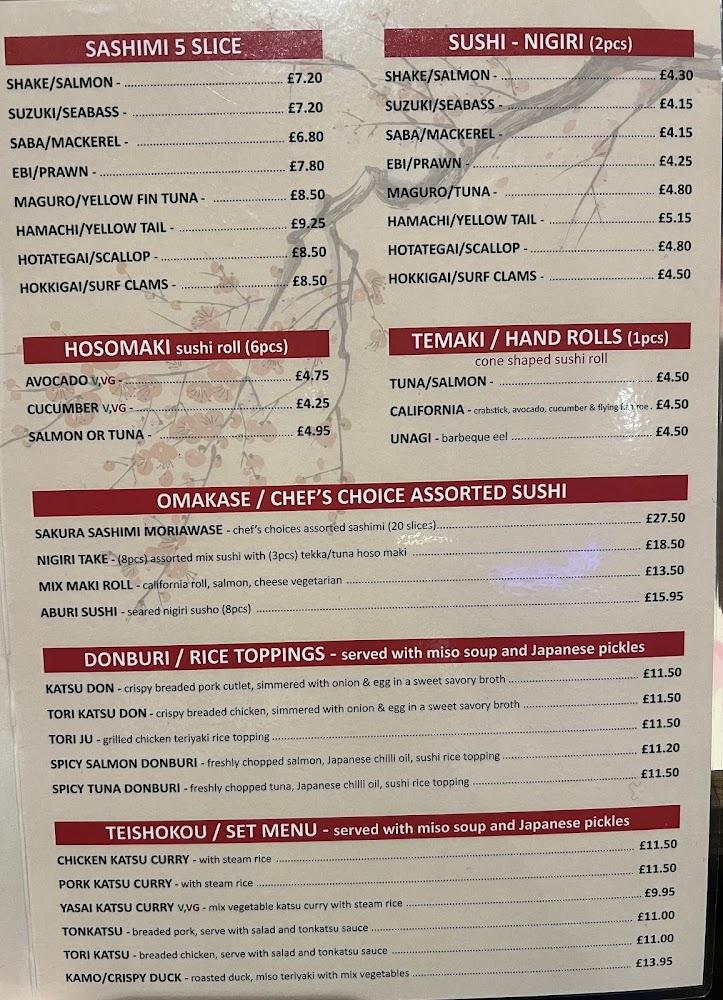 SASHIMI 5 SLICE
SHAKE/SALMON - £7.20
SUZUKI/SEABASS - £7.20
SABA/MACKEREL - £6.80
EBI/PRAWN - £7.80
MAGURO/YELLOW FIN TUNA - £8.50
HAMACHI/YELLOW TAIL - £9.25
HOTATEGAI/SCALLOP - £8.50
HOKKIGAI/SURF CLAMS - £8.50
SUSHI - NIGIRI (2pcs)
SHAKE/SALMON - £4.30
SUZUKI/SEABASS - £4.15
SABA/MACKEREL - £4.15
EBI/PRAWN - £4.25
MAGURO/TUNA - £4.80
HAMACHI/YELLOW TAIL - £5.15
HOTATEGAI/SCALLOP - £4.80
HOKKIGAI/SURF CLAMS - £4.50
HOSOMAKI sushi roll (6pcs)
AVOCADO V,VG - £4.75
CUCUMBER V,VG - £4.25
SALMON OR TUNA - £4.95
TEMAKI / HAND ROLLS (1pcs)
cone shaped sushi roll
TUNA/SALMON - £4.50
CALIFORNIA - crabstick, avocado, cucumber & flying fish roe . £4.50
UNAGI - barbeque eel £4.50
OMAKASE / CHEF'S CHOICE ASSORTED SUSHI
SAKURA SASHIMI MORIAWASE - chef's choices assorted sashimi (20 slices) £27.50
NIGIRI TAKE - (8pcs) assorted mix sushi with (3pcs) tekka/tuna hoso maki £18.50
MIX MAKI ROLL - california roll, salmon, cheese vegetarian £13.50
ABURI SUSHI - seared nigiri susho (8pcs) £15.95
DONBURI / RICE TOPPINGS - served with miso soup and Japanese pickles
KATSU DON - crispy breaded pork cutlet, simmered with onion & egg in a sweet savory broth £11.50
TORI KATSU DON - crispy breaded chicken, simmered with onion & egg in a sweet savory broth £11.50
TORI JU - grilled chicken teriyaki rice topping £11.50
SPICY SALMON DONBURI - freshly chopped salmon, Japanese chilli oil, sushi rice topping £11.20
SPICY TUNA DONBURI - freshly chopped tuna, Japanese chilli oil, sushi rice topping £11.50
TEISHOKOU / SET MENU - served with miso soup and Japanese pickles
CHICKEN KATSU CURRY - with steam rice £11.50
PORK KATSU CURRY - with steam rice £11.50
YASAI KATSU CURRY V,VG - mix vegetable katsu curry with steam rice £9.95
TONKATSU - breaded pork, serve with salad and tonkatsu sauce £11.00
TORI KATSU - breaded chicken, serve with salad and tonkatsu sauce £11.00
KAMO/CRISPY DUCK - roasted duck, miso teriyaki with mix vegetables £13.95